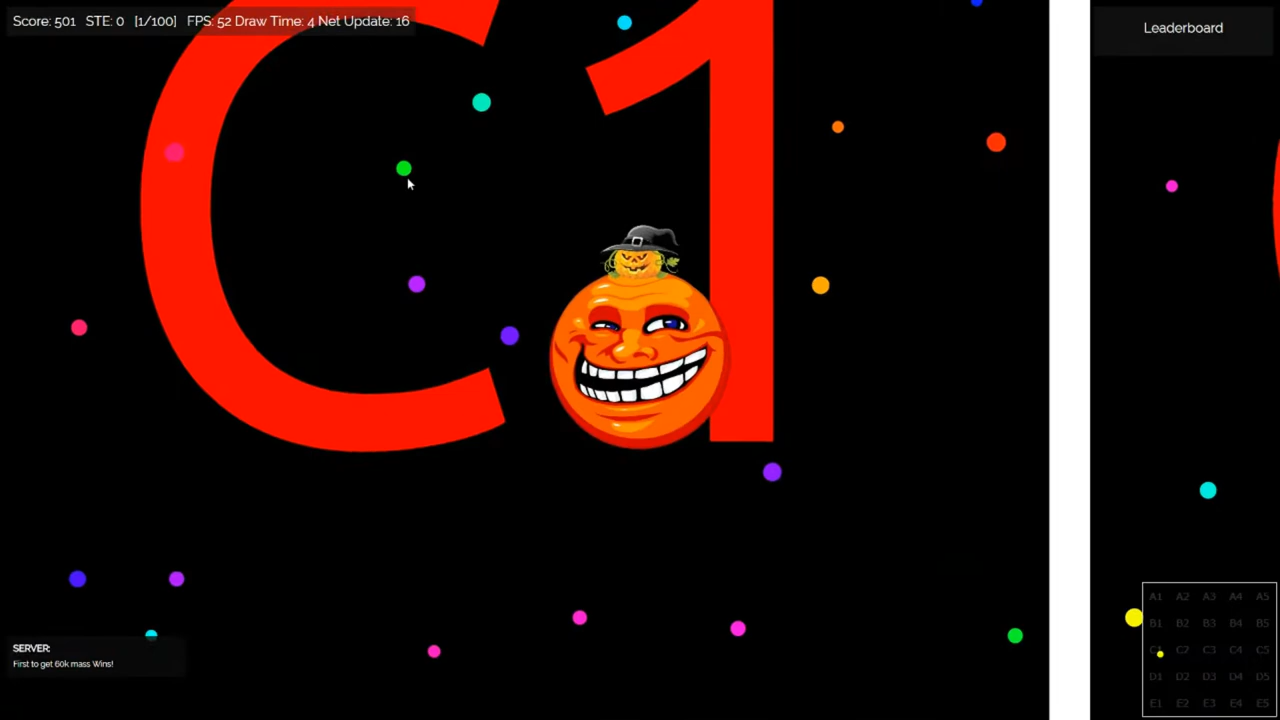 Score: 501 STE: 0 [1/100] FPS: 52 Draw Time: 4 Net Update: 16
Leaderboard
C1
SERVER:
First to get 60k mass Wins!
A1 A2 A3 A4 A5
B1 B2 B3 B4 B5
C1 C2 C3 C4 C5
D1 D2 D3 D4 D5
E1 E2 E3 E4 E5